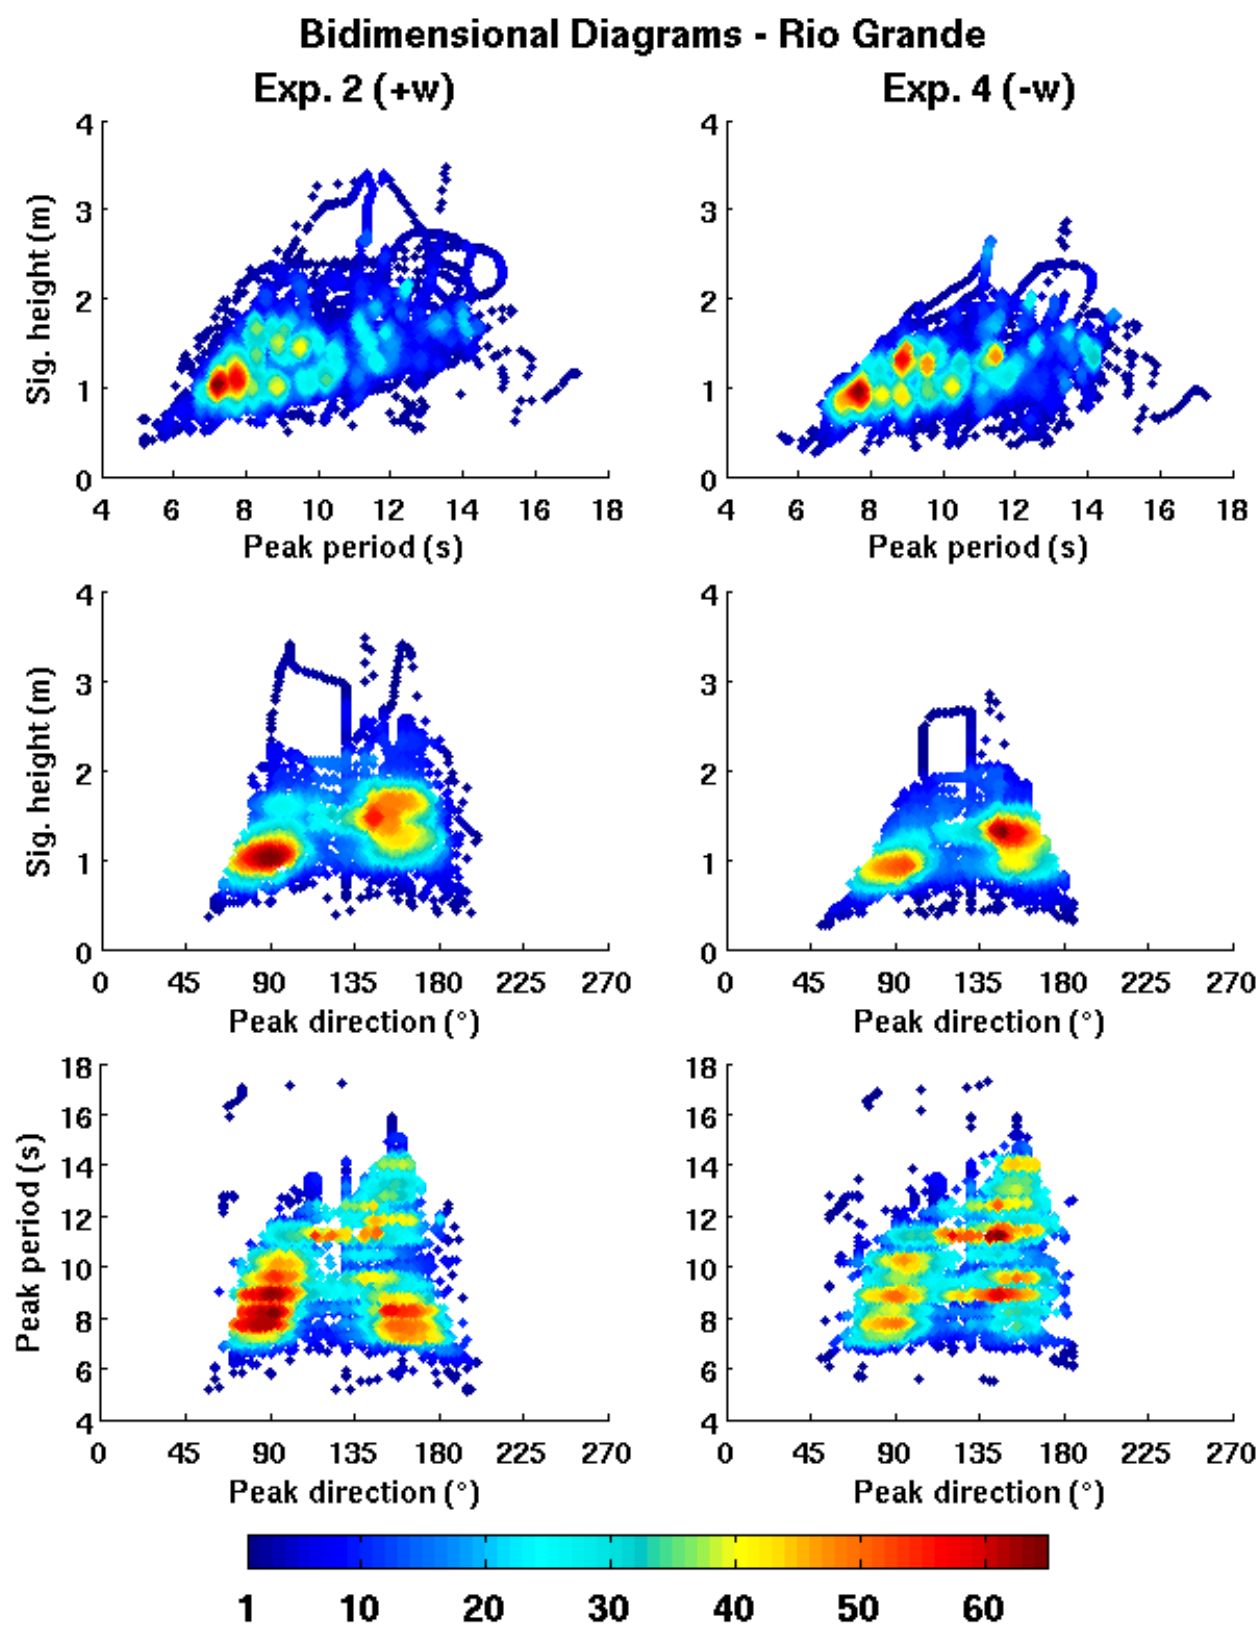 Bidimensional Diagrams - Rio Grande
Exp. 2 (+w)
Exp. 4 (-w)
Sig. height (m)
4
3
2
1
0
4 6 8 10 12 14 16 18
Peak period (s)
4
3
2
1
0
4 6 8 10 12 14 16 18
Peak period (s)
Sig. height (m)
4
3
2
1
0
0 45 90 135 180 225 270
Peak direction (°)
4
3
2
1
0
0 45 90 135 180 225 270
Peak direction (°)
Peak period (s)
18
16
14
12
10
8
6
4
0 45 90 135 180 225 270
Peak direction (°)
18
16
14
12
10
8
6
4
0 45 90 135 180 225 270
Peak direction (°)
1 10 20 30 40 50 60